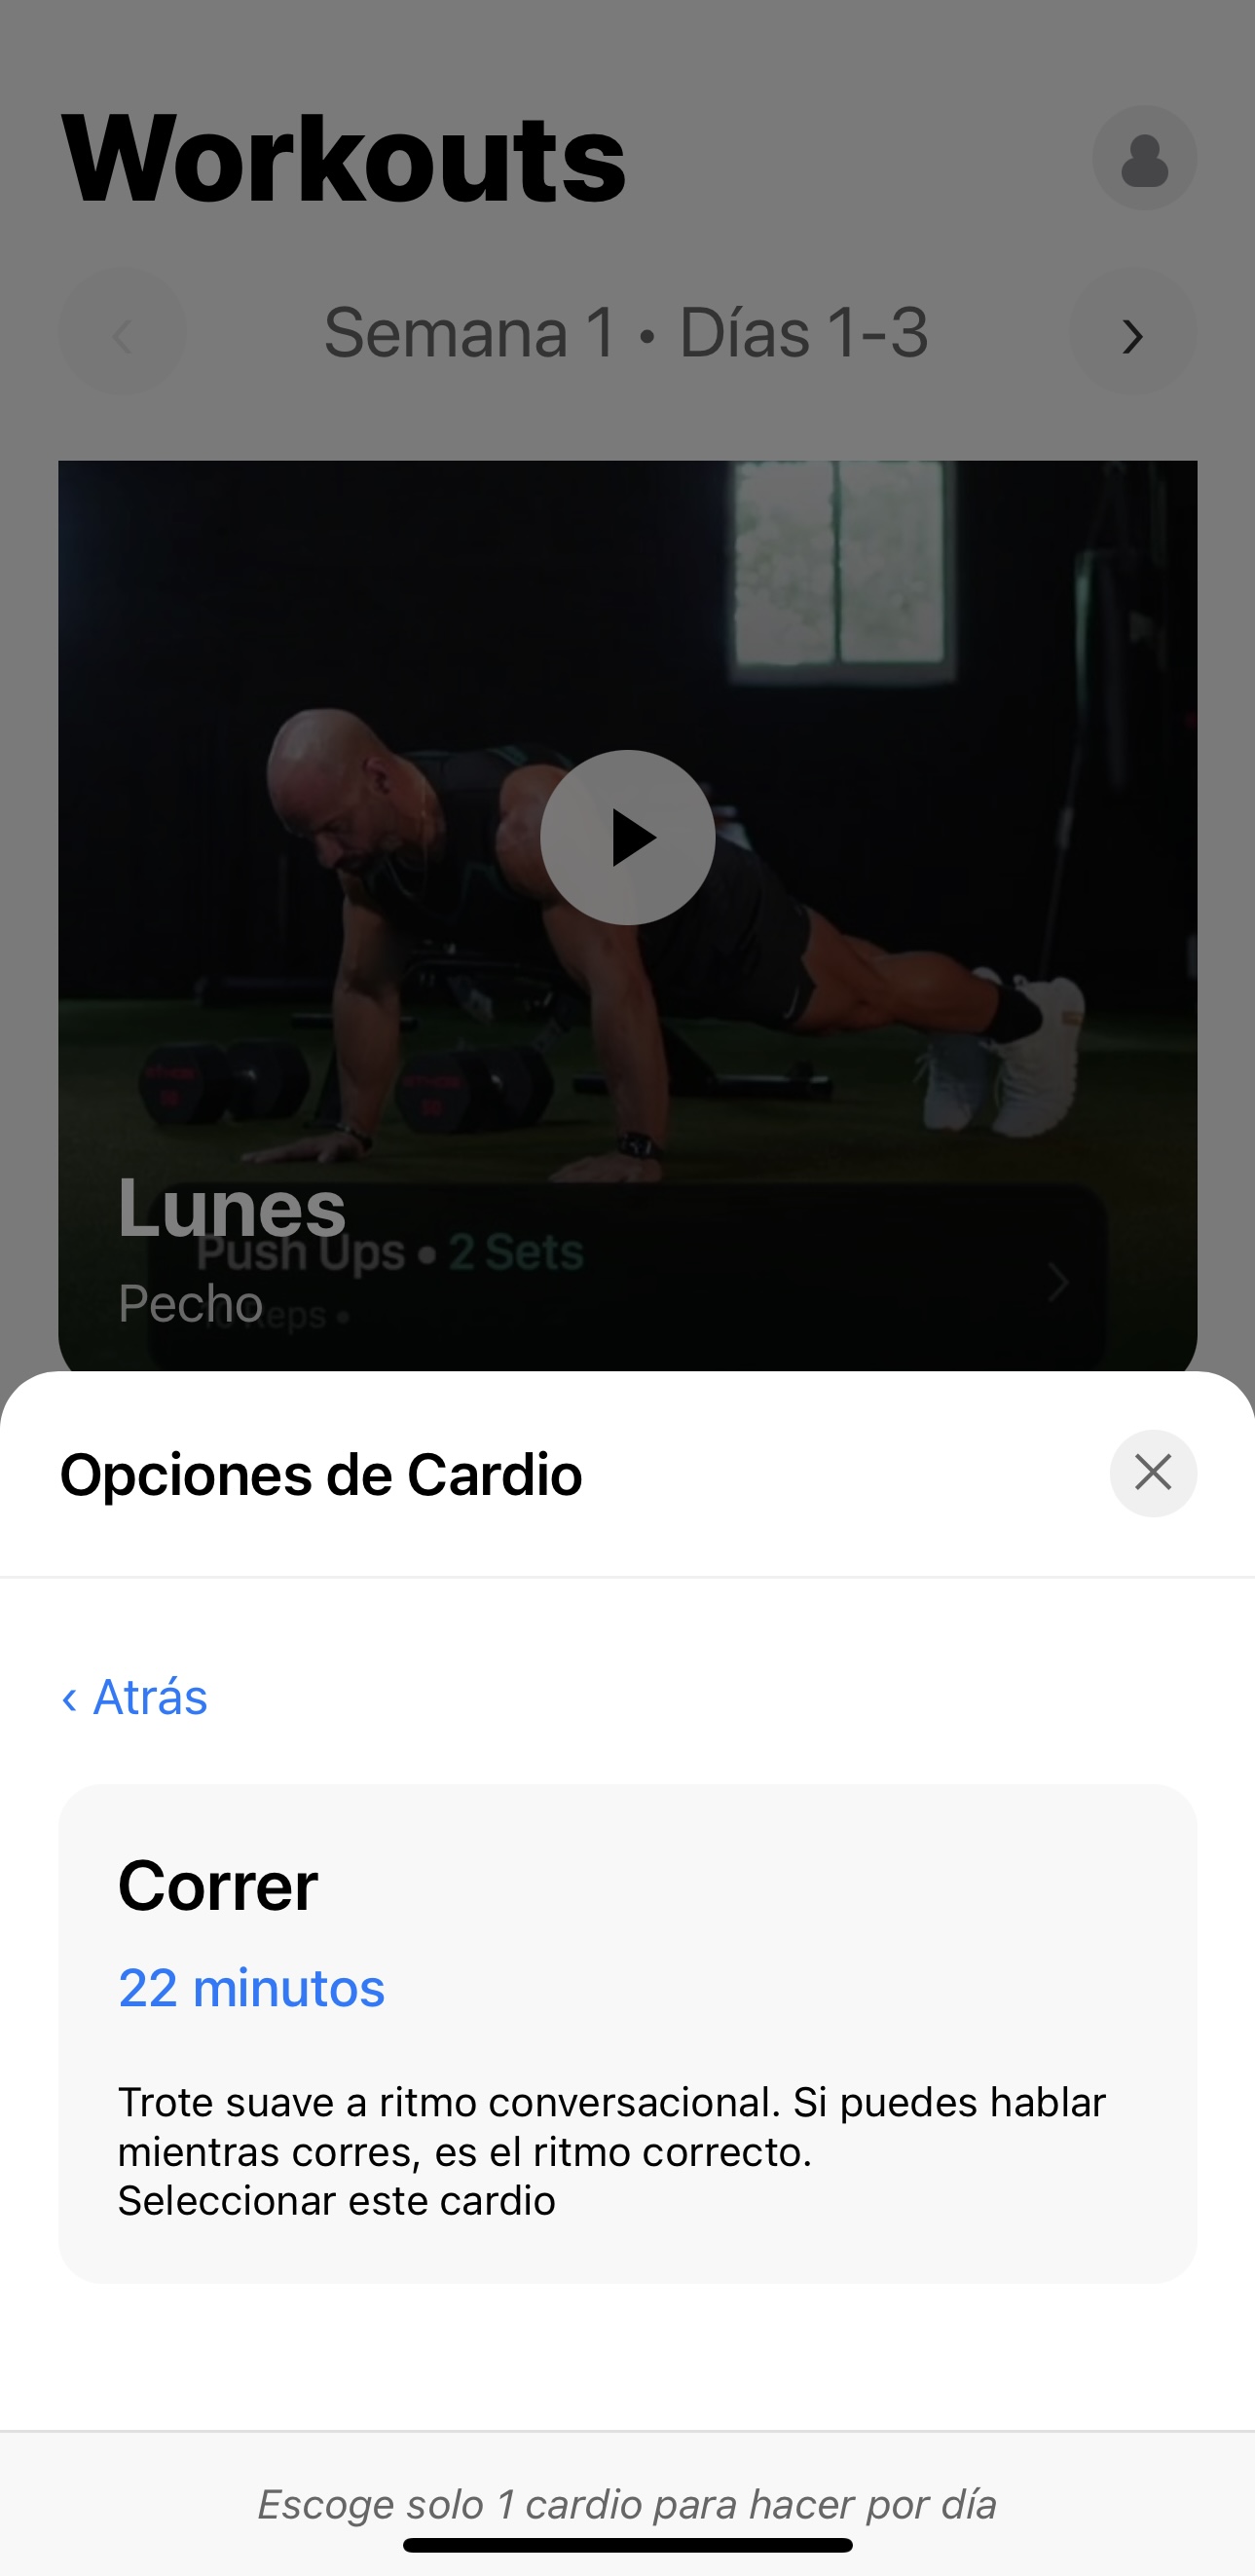 Workouts
‹ Semana 1 • Días 1-3 ›
Lunes
Push Ups • 2 Sets
Pecho
10 Reps •
Opciones de Cardio
‹ Atrás
Correr
22 minutos
Trote suave a ritmo conversacional. Si puedes hablar
mientras corres, es el ritmo correcto.
Seleccionar este cardio
Escoge solo 1 cardio para hacer por día